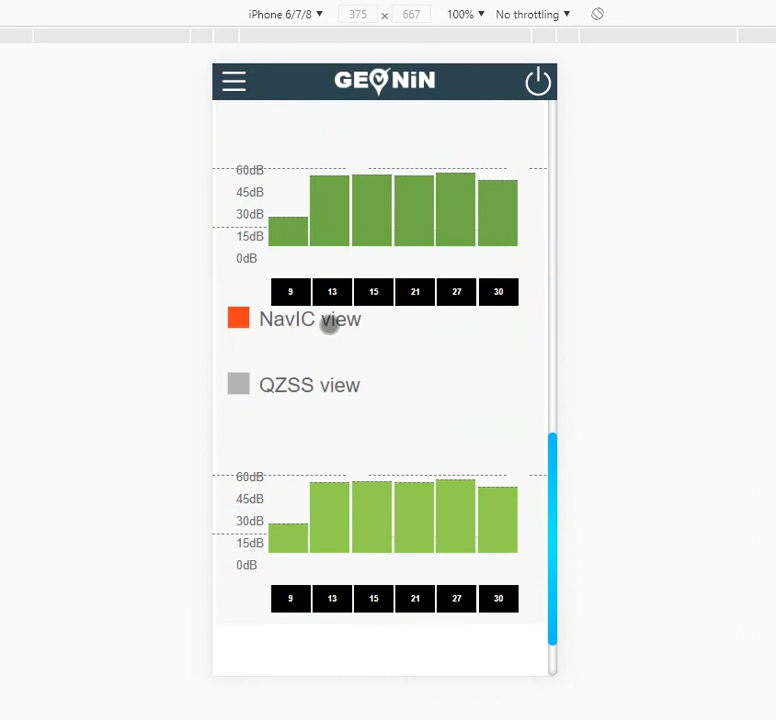 iPhone 6/7/8 ▼ 375 × 667 100% ▼ No throttling ▼
GEONiN
60dB
45dB
30dB
15dB
0dB
9 13 15 21 27 30
NavIC view
QZSS view
60dB
45dB
30dB
15dB
0dB
9 13 15 21 27 30